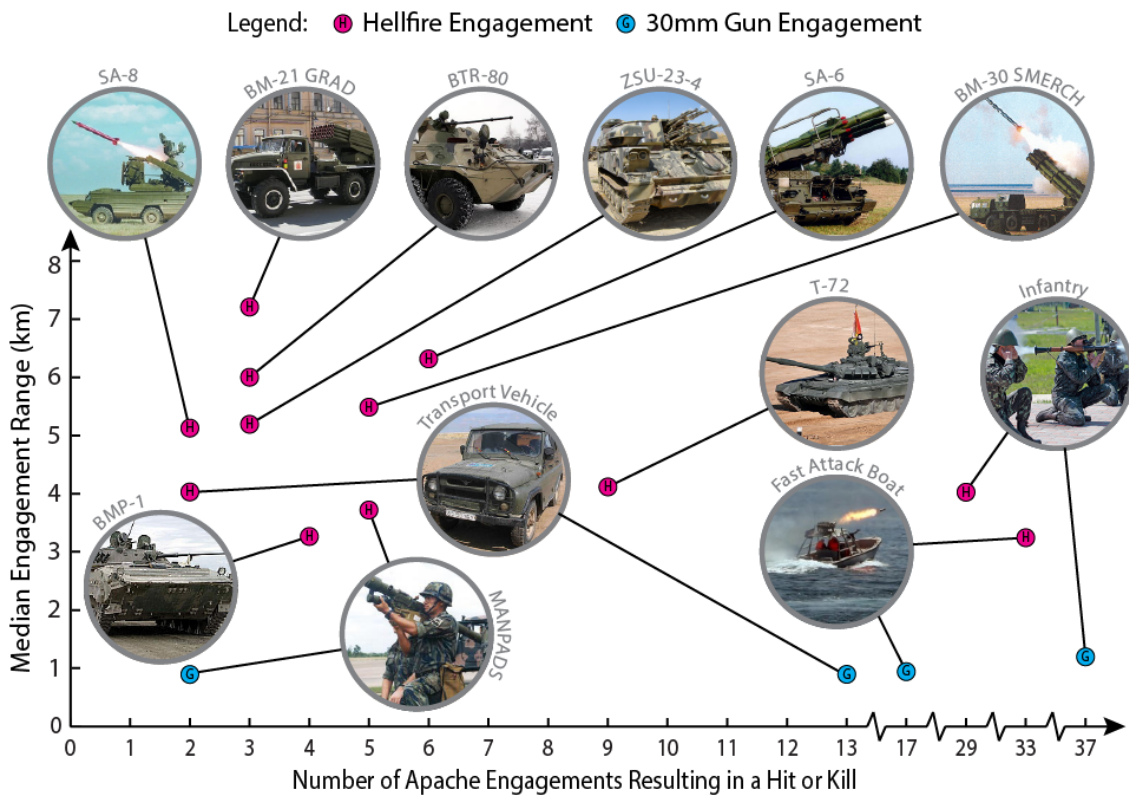 Legend: H Hellfire Engagement G 30mm Gun Engagement
SA-8
BM-21 GRAD
BTR-80
ZSU-23-4
SA-6
BM-30 SMERCH
T-72
Infantry
Transport Vehicle
Fast Attack Boat
BMP-1
MANPADS
H
H
H
H
H
H
H
H
H
H
H
H
G
G
G
G
Median Engagement Range (km)
8
7
6
5
4
3
2
1
0
0 1 2 3 4 5 6 7 8 9 10 11 12 13 17 29 33 37
Number of Apache Engagements Resulting in a Hit or Kill